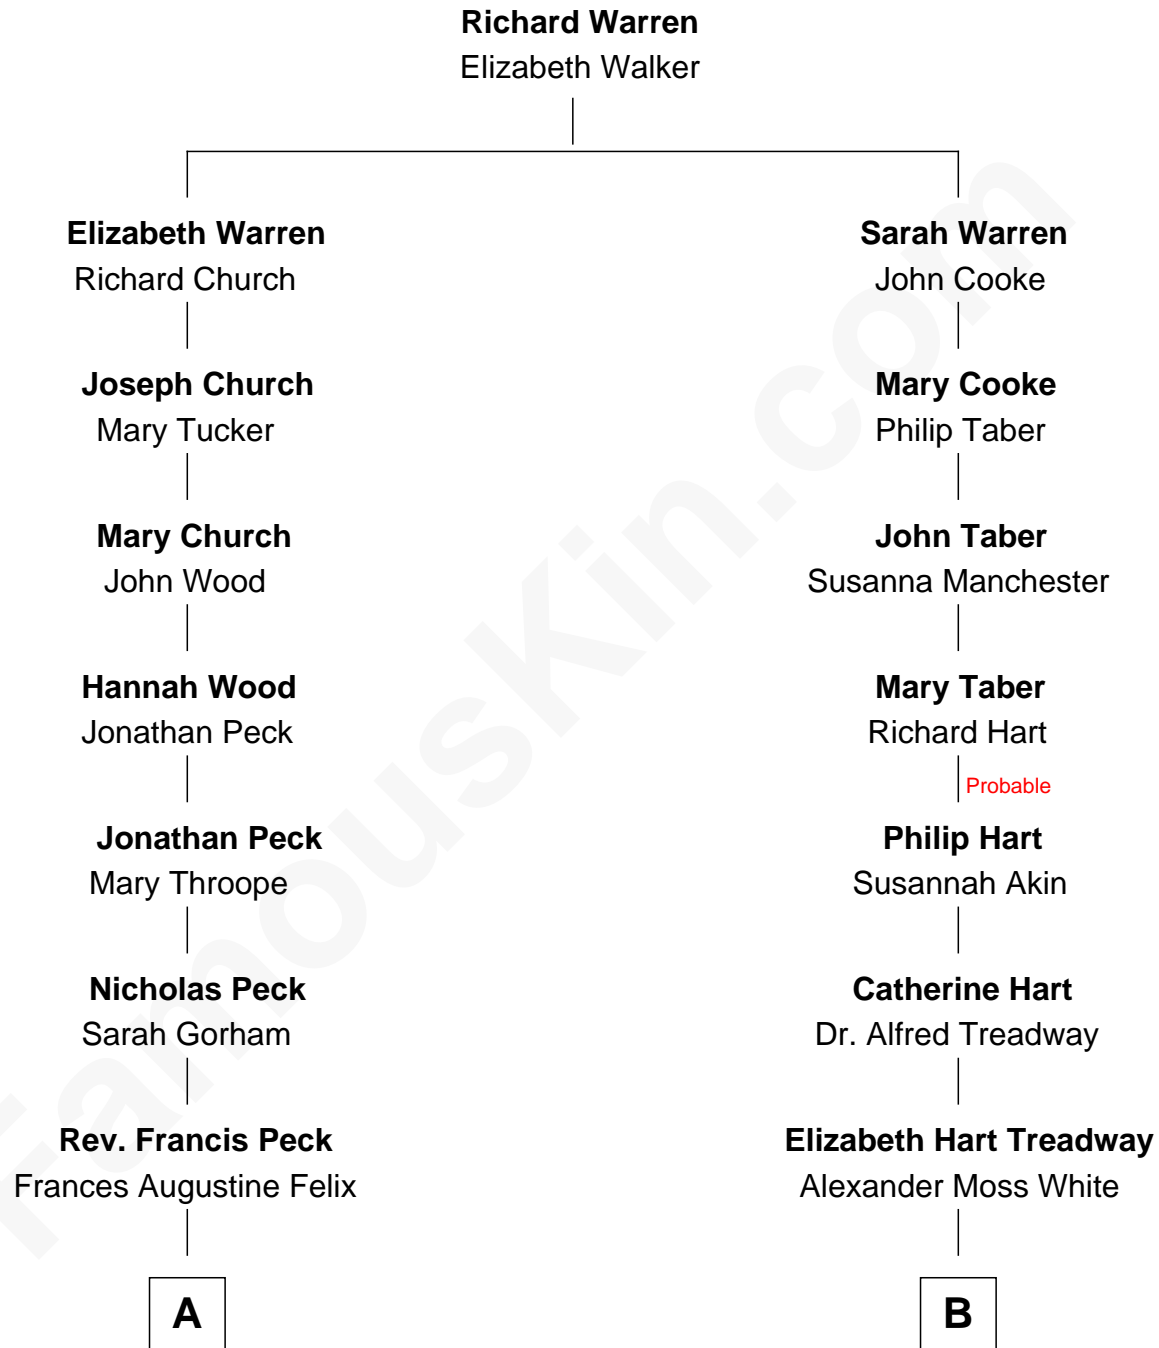 Richard Warren
Elizabeth Walker
Elizabeth Warren
Richard Church
Joseph Church
Mary Tucker
Mary Church
John Wood
Hannah Wood
Jonathan Peck
Jonathan Peck
Mary Throope
Nicholas Peck
Sarah Gorham
Rev. Francis Peck
Frances Augustine Felix
A
Sarah Warren
John Cooke
Mary Cooke
Philip Taber
John Taber
Susanna Manchester
Mary Taber
Richard Hart
Probable
Philip Hart
Susannah Akin
Catherine Hart
Dr. Alfred Treadway
Elizabeth Hart Treadway
Alexander Moss White
B
FamousKin.com